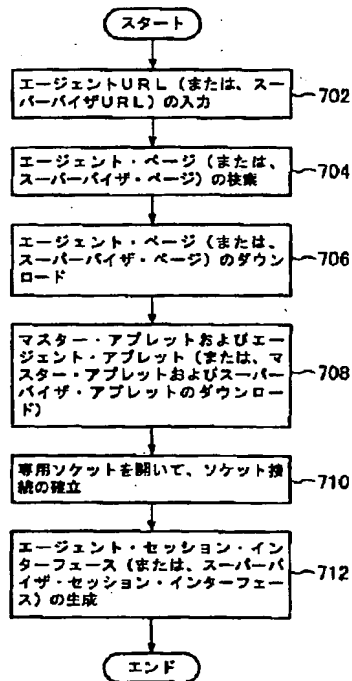 スタート
エージェントURL(または、スー
パーバイザURL)の入力
702
エージェント・ページ(または、
スーパーバイザ・ページ)の検索
704
エージェント・ページ(または、
スーパーバイザ・ページ)のダウン
ロード
706
マスター・アプレットおよびエージ
ェント・アプレット(または、マ
スター・アプレットおよびスーパー
バイザ・アプレットのダウンロー
ド)
708
専用ソケットを開いて、ソケット接
続の確立
710
エージェント・セッション・インタ
ーフェース(または、スーパーバ
イザ・セッション・インターフェー
ス)の生成
712
エンド